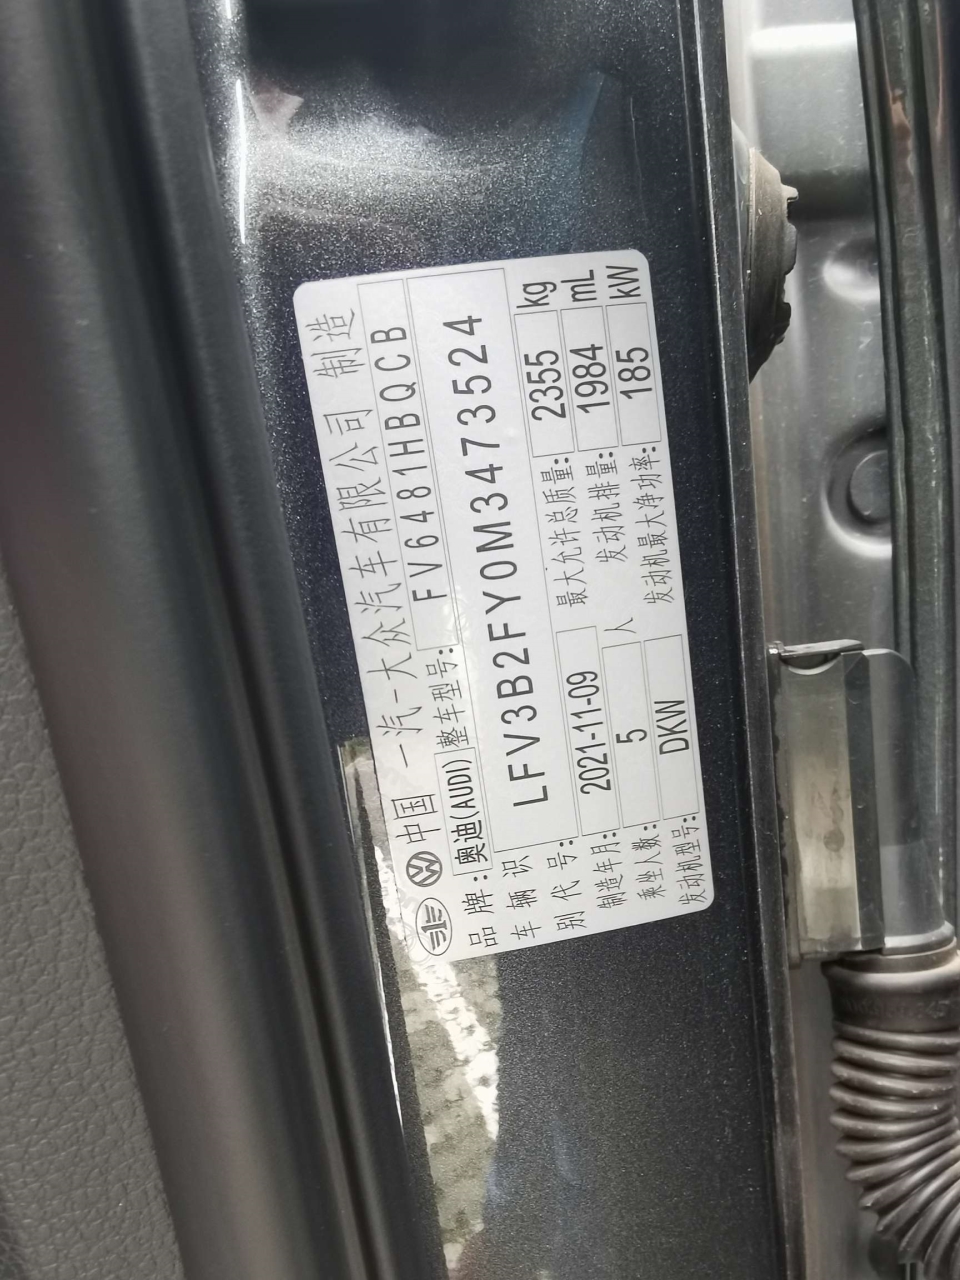 中国 一汽-大众汽车有限公司 制造
品牌:奥迪(AUDI) 整车型号: FV6481HBQCB
车辆识别代号: LFV3B2FY0M3473524
制造年月: 2021-11-09 最大允许总质量: 2355 kg
乘坐人数: 5 人 发动机排量: 1984 mL
发动机型号: DKW 发动机最大净功率: 185 kW